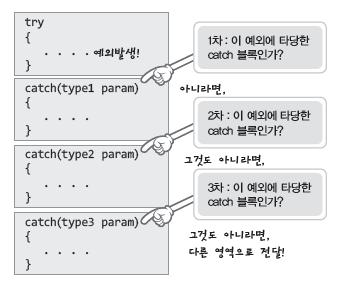 try
{
. . . . 예외발생!
}
catch(type1 param)
{
. . . .
}
catch(type2 param)
{
. . . .
}
catch(type3 param)
{
. . . .
}
1차 : 이 예외에 타당한
catch 블록인가?
아니라면,
2차 : 이 예외에 타당한
catch 블록인가?
그것도 아니라면,
3차 : 이 예외에 타당한
catch 블록인가?
그것도 아니라면,
다른 영역으로 전달!